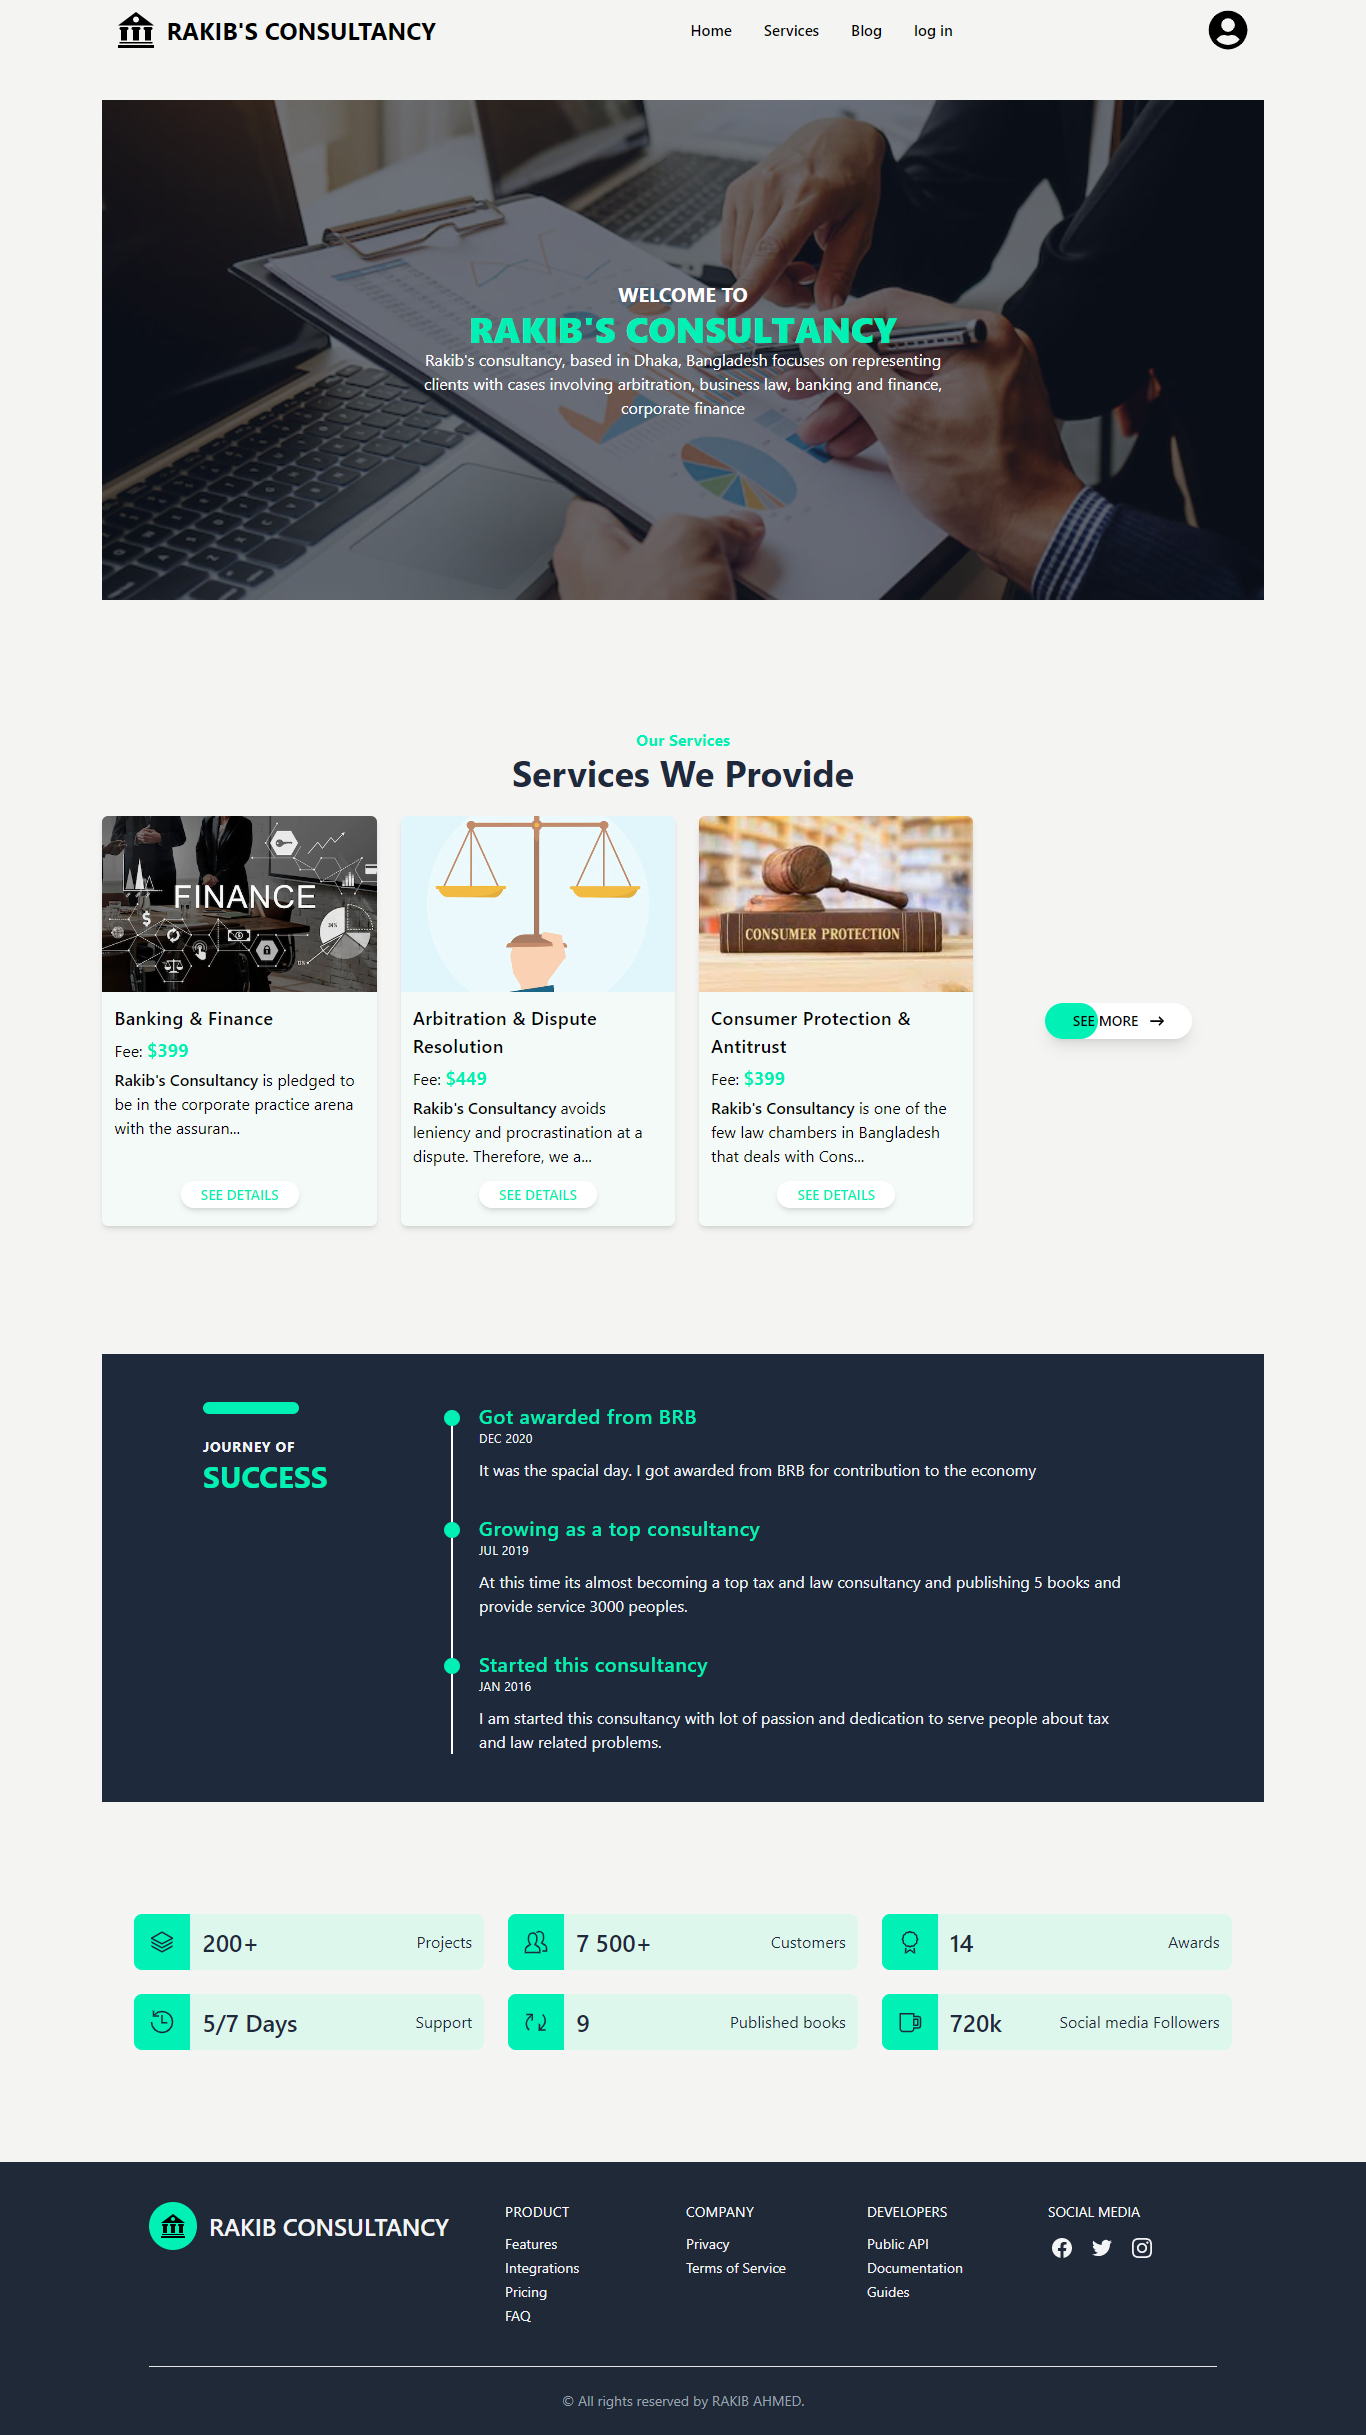 RAKIB'S CONSULTANCY
Home Services Blog log in
WELCOME TO
RAKIB'S CONSULTANCY
Rakib's consultancy, based in Dhaka, Bangladesh focuses on representing
clients with cases involving arbitration, business law, banking and finance,
corporate finance
Our Services
Services We Provide
FINANCE
Banking & Finance
Fee: $399
Rakib's Consultancy is pledged to
be in the corporate practice arena
with the assuran...
SEE DETAILS
Arbitration & Dispute
Resolution
Fee: $449
Rakib's Consultancy avoids
leniency and procrastination at a
dispute. Therefore, we a...
SEE DETAILS
CONSUMER PROTECTION
Consumer Protection &
Antitrust
Fee: $399
Rakib's Consultancy is one of the
few law chambers in Bangladesh
that deals with Cons...
SEE DETAILS
SEE MORE
JOURNEY OF
SUCCESS
Got awarded from BRB
DEC 2020
It was the spacial day. I got awarded from BRB for contribution to the economy
Growing as a top consultancy
JUL 2019
At this time its almost becoming a top tax and law consultancy and publishing 5 books and
provide service 3000 peoples.
Started this consultancy
JAN 2016
I am started this consultancy with lot of passion and dedication to serve people about tax
and law related problems.
200+ Projects
7 500+ Customers
14 Awards
5/7 Days Support
9 Published books
720k Social media Followers
RAKIB CONSULTANCY
PRODUCT
Features
Integrations
Pricing
FAQ
COMPANY
Privacy
Terms of Service
DEVELOPERS
Public API
Documentation
Guides
SOCIAL MEDIA
© All rights reserved by RAKIB AHMED.